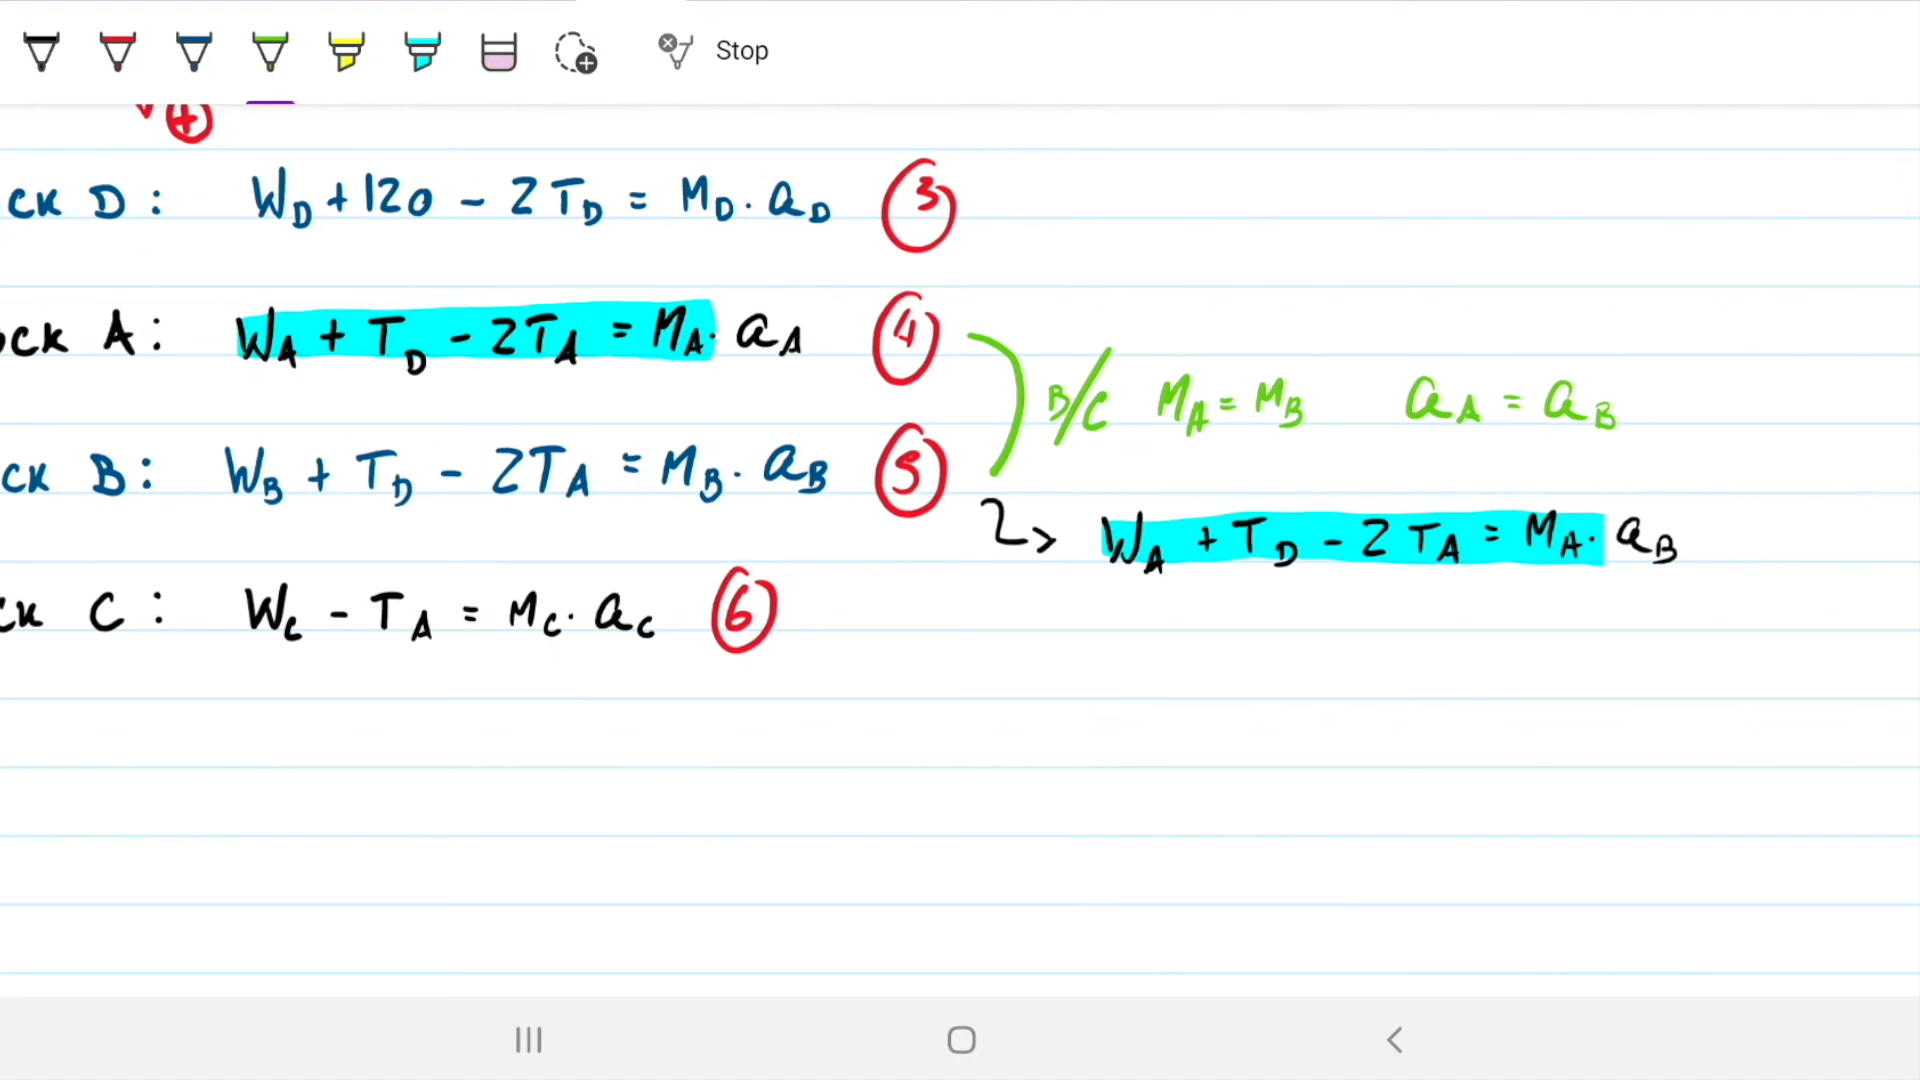 Stop
+
ck D: W_D + 120 - 2T_D = M_D · a_D (3)
ock A: W_A + T_D - 2T_A = M_A · a_A (4)
B/C M_A = M_B a_A = a_B
ck B: W_B + T_D - 2T_A = M_B · a_B (5)
W_A + T_D - 2T_A = M_A · a_B
ck C: W_C - T_A = M_C · a_C (6)